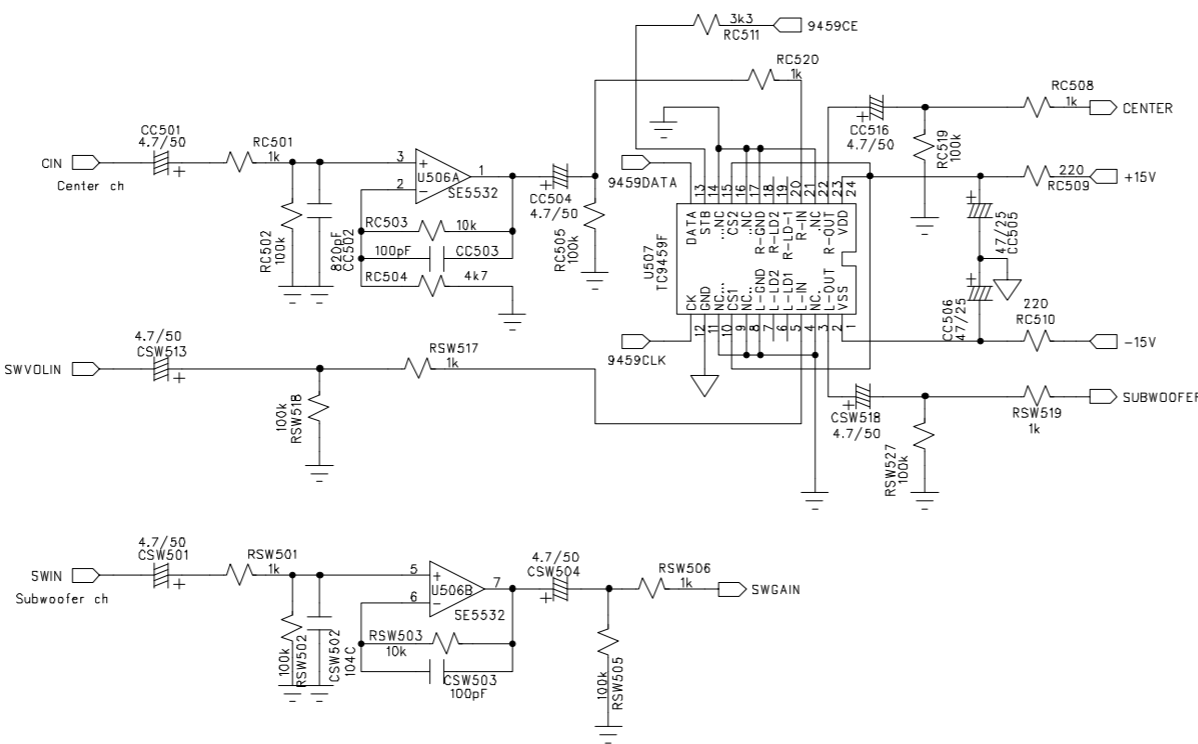 3k3
RC511
9459CE
RC520
1k
RC508
1k
CENTER
CC516
4.7/50
RC519
100k
CC501
4.7/50
RC501
1k
CIN
Center ch
3
+
1
U506A
2
−
SE5532
CC504
4.7/50
9459DATA
13
14
15
16
17
18
19
20
21
22
23
24
220
RC509
+15V
RC502
100k
820pF
CC502
RC503
10k
100pF
CC503
RC504
4k7
RC505
100k
DATA
STB
..NC
CS2
..NC
R-GND
R-LD2
R-LD-1
R-IN
.NC
R-OUT
VDD
U507
TC9459F
CK
GND
NC...
CS1
NC..
L-GND
L-LD2
L-LD1
L-IN
NC.
L-OUT
VSS
12
11
10
9
8
7
6
5
4
3
2
1
+
47/25
CC505
+
CC506
47/25
220
RC510
-15V
9459CLK
4.7/50
CSW513
+
SWVOLIN
RSW517
1k
100k
RSW518
CSW518
4.7/50
RSW519
1k
SUBWOOFER
RSW527
100k
4.7/50
CSW501
+
RSW501
1k
SWIN
Subwoofer ch
5
+
7
U506B
6
−
SE5532
4.7/50
CSW504
+
RSW506
1k
SWGAIN
100k
RSW502
CSW502
104C
RSW503
10k
CSW503
100pF
100k
RSW505